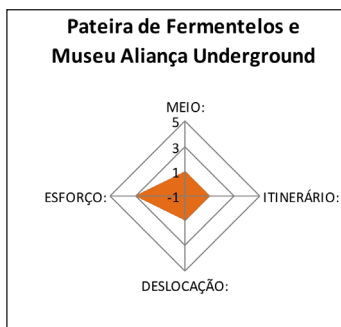 Pateira de Fermentelos e
Museu Aliança Underground
MEIO:
5
3
1
ESFORÇO:
-1
ITINERÁRIO:
DESLOCAÇÃO: